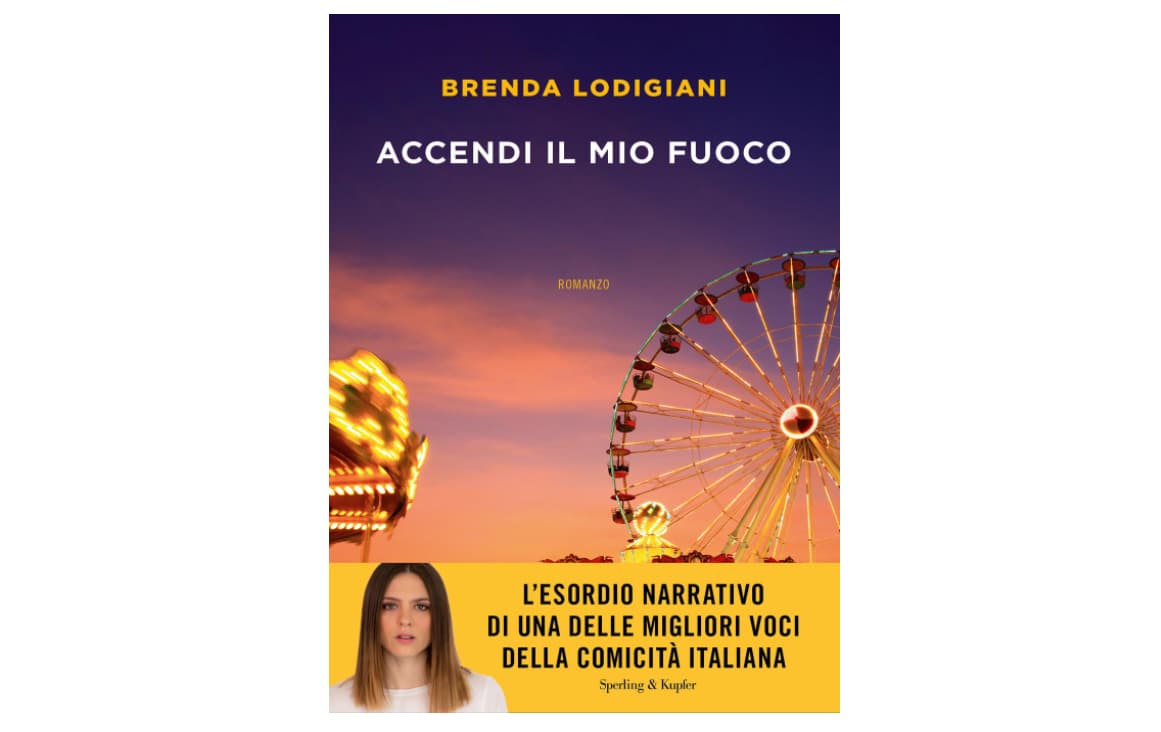 BRENDA LODIGIANI
ACCENDI IL MIO FUOCO
ROMANZO
L'ESORDIO NARRATIVO
DI UNA DELLE MIGLIORI VOCI
DELLA COMICITÀ ITALIANA
Sperling & Kupfer